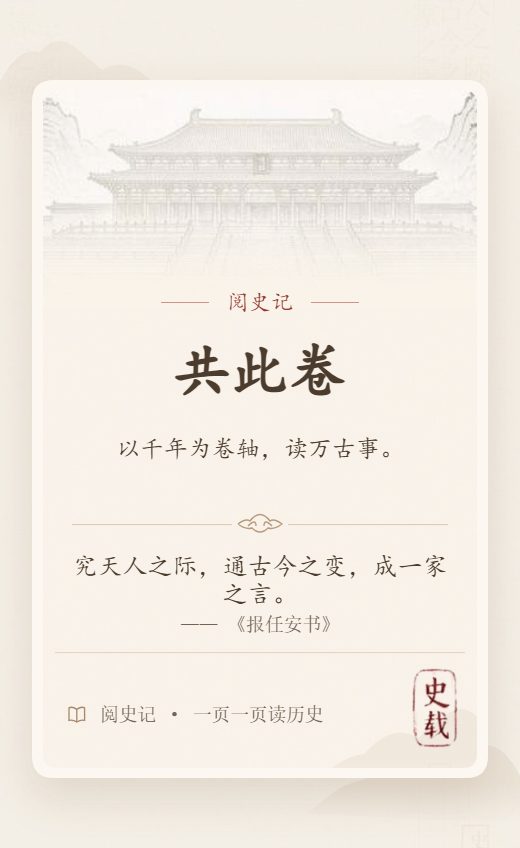 阅史记
共此卷
以千年为卷轴，读万古事。
究天人之际，通古今之变，成一家
之言。
—— 《报任安书》
阅史记 • 一页一页读历史
史
载